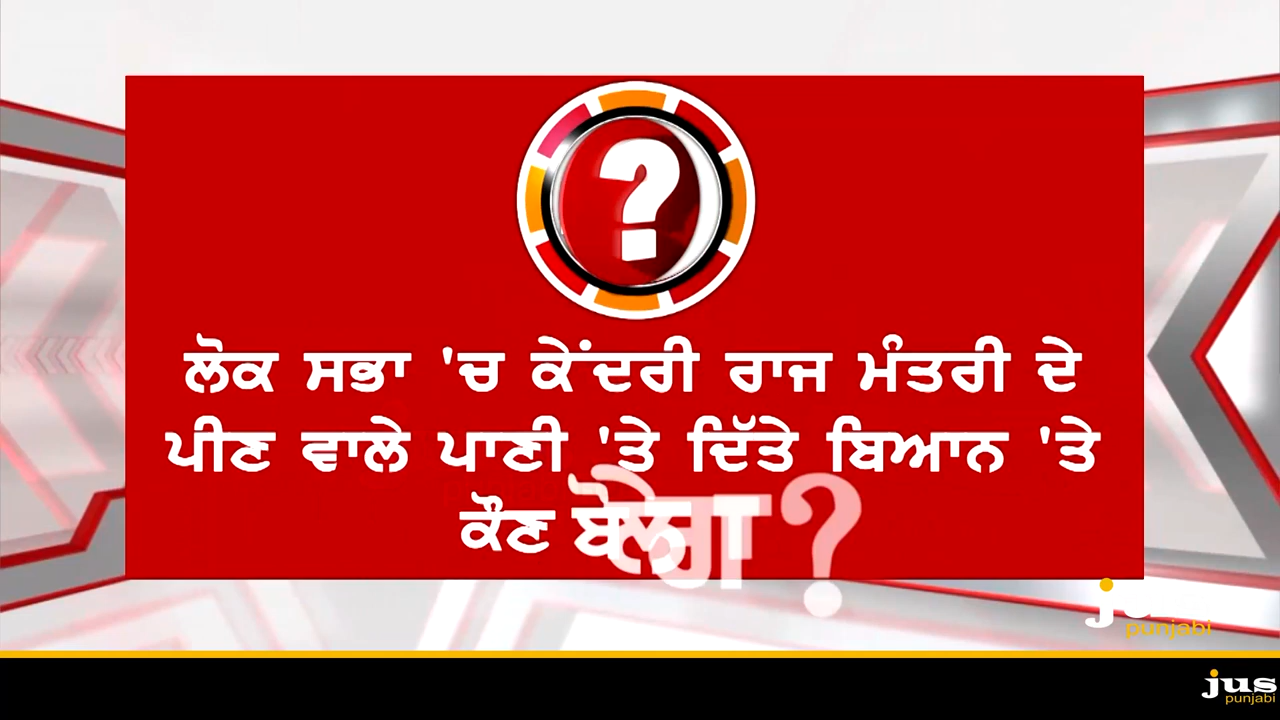 ਲੋਕ ਸਭਾ 'ਚ ਕੇਂਦਰੀ ਰਾਜ ਮੰਤਰੀ ਦੇ
ਪੀਣ ਵਾਲੇ ਪਾਣੀ 'ਤੇ ਦਿੱਤੇ ਬਿਆਨ 'ਤੇ
ਕੌਣ ਬੋਲੇਗਾ?
jus
punjabi
jus
punjabi